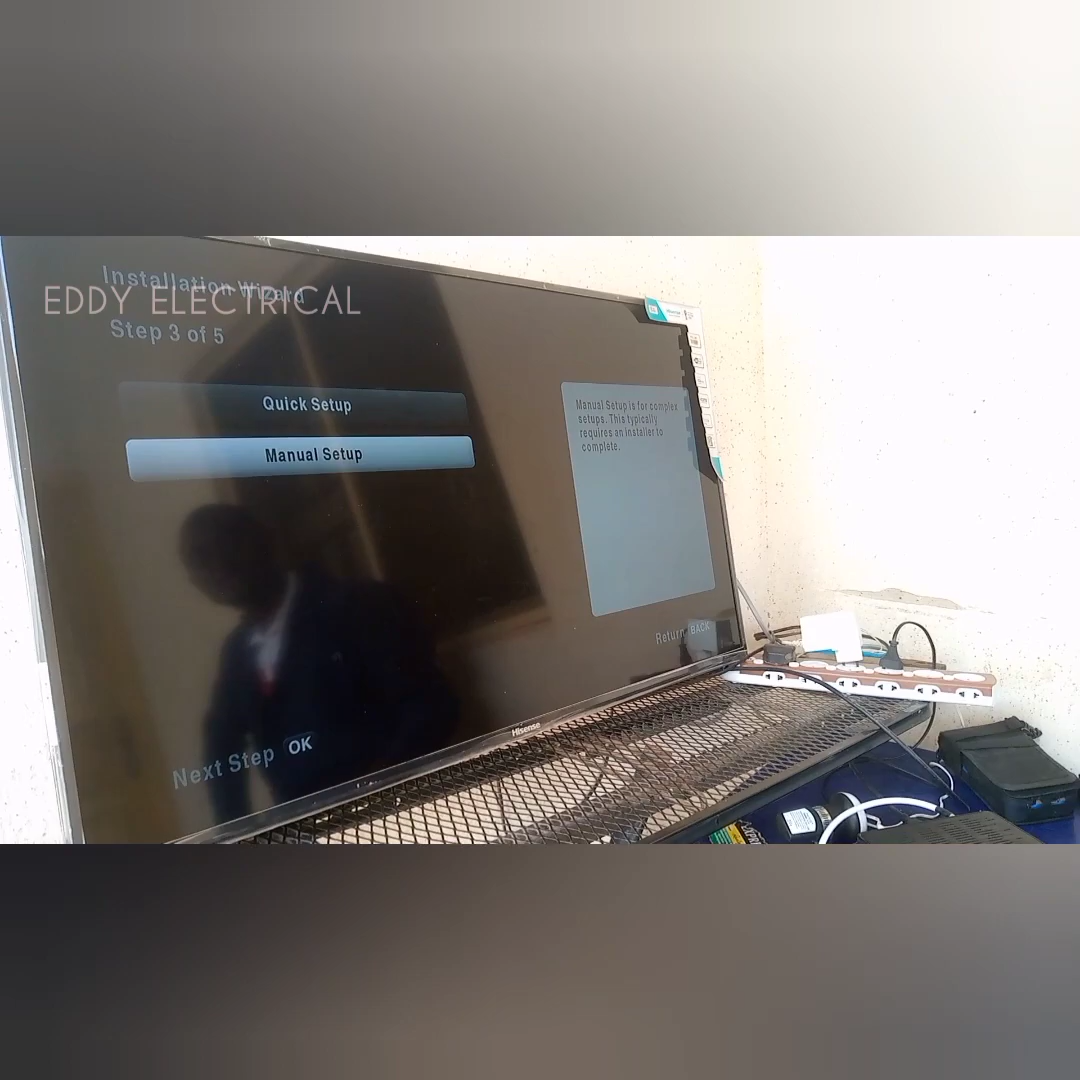 Installation Wizard
EDDY ELECTRICAL
Step 3 of 5
Quick Setup
Manual Setup
Manual Setup is for complex
setups. This typically
requires an installer to
complete.
Return BACK
Hisense
Next Step OK